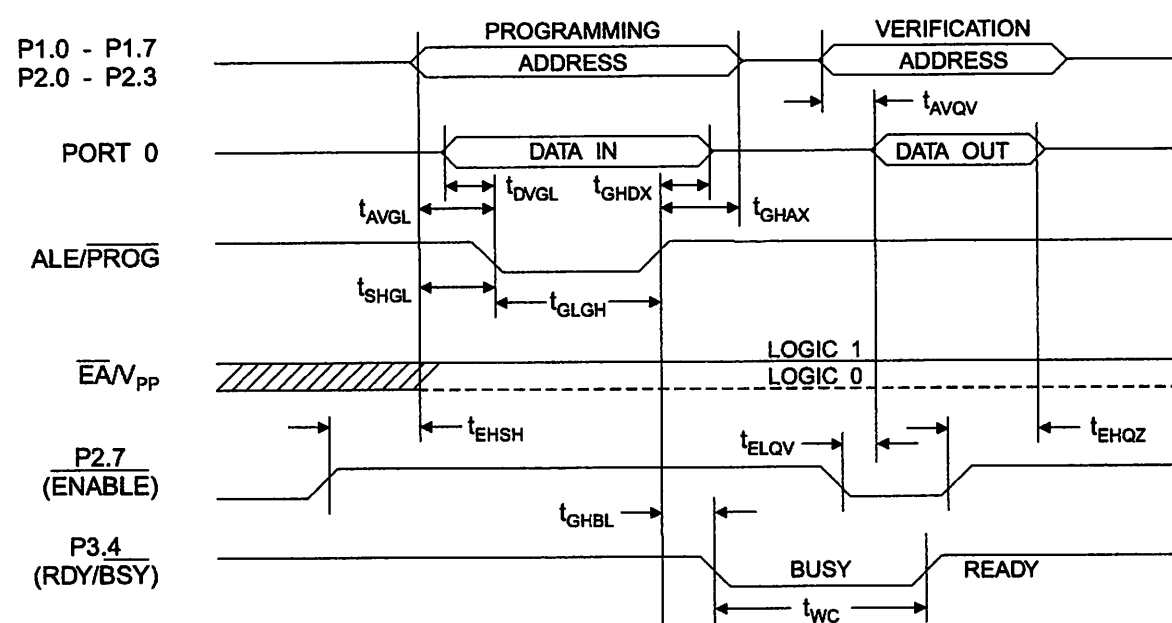 PROGRAMMING
VERIFICATION
P1.0 - P1.7
P2.0 - P2.3
ADDRESS
ADDRESS
tAVQV
PORT 0
DATA IN
DATA OUT
tDVGL
tGHDX
tAVGL
tGHAX
ALE/PROG
tSHGL
tGLGH
LOGIC 1
EA/VPP
LOGIC 0
tEHSH
tELQV
tEHQZ
P2.7
(ENABLE)
tGHBL
P3.4
(RDY/BSY)
BUSY
READY
tWC